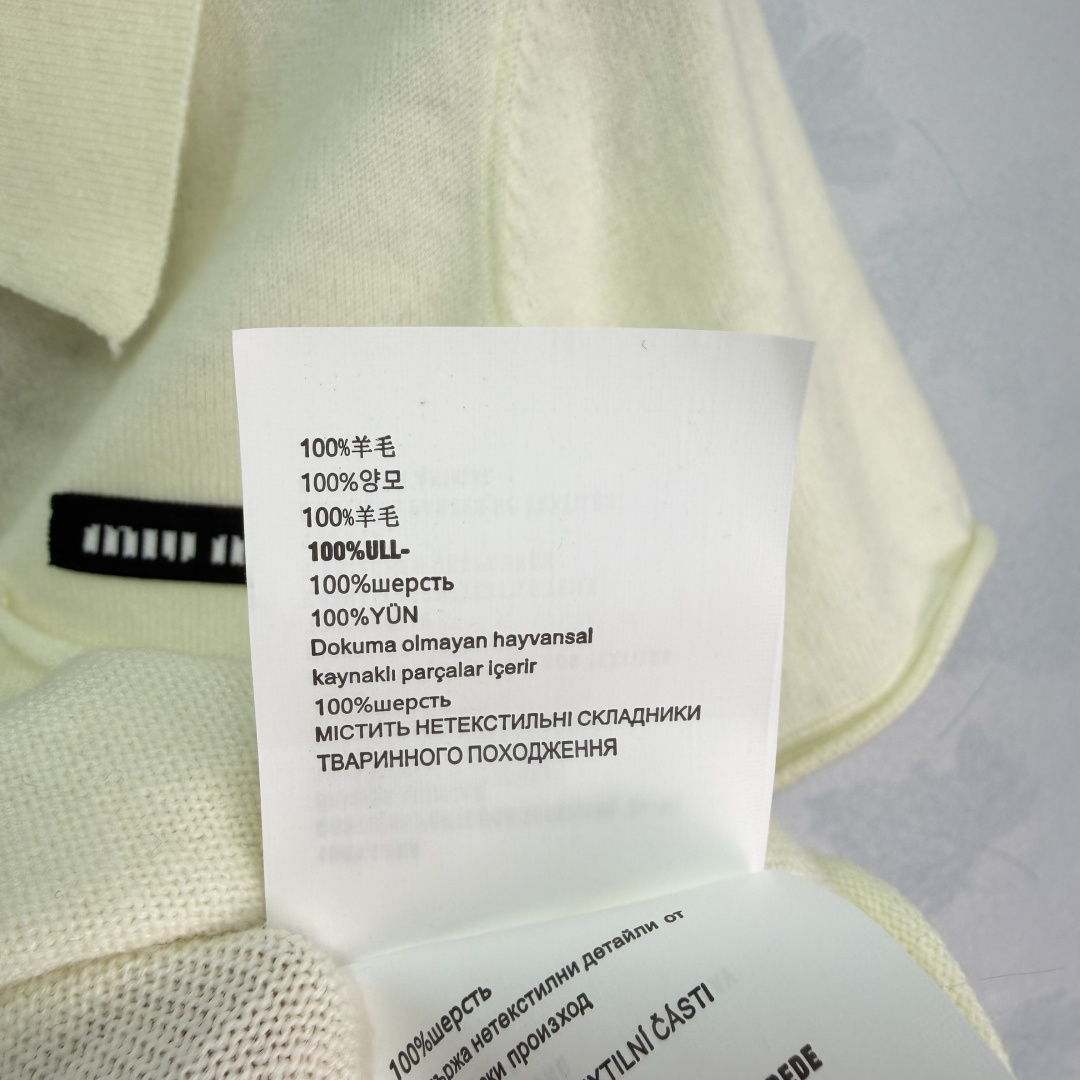 100%羊毛
100%양모
100%羊毛
100%ULL-
100%шерсть
100%YÜN
Dokuma olmayan hayvansal
kaynaklı parçalar içerir
100%шерсть
МІСТИТЬ НЕТЕКСТИЛЬНІ СКЛАДНИКИ
ТВАРИННОГО ПОХОДЖЕННЯ
miu
100%шерсть
нетекстилни детайли от
произход
ČÁSTI